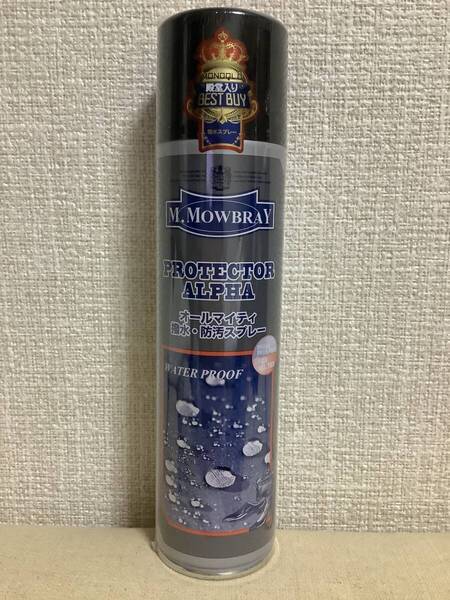 MONOQLO
殿堂入り
BEST BUY
撥水スプレー
M.MOWBRAY
PROTECTOR
ALPHA
オールマイティ
撥水・防汚スプレー
WATER PROOF